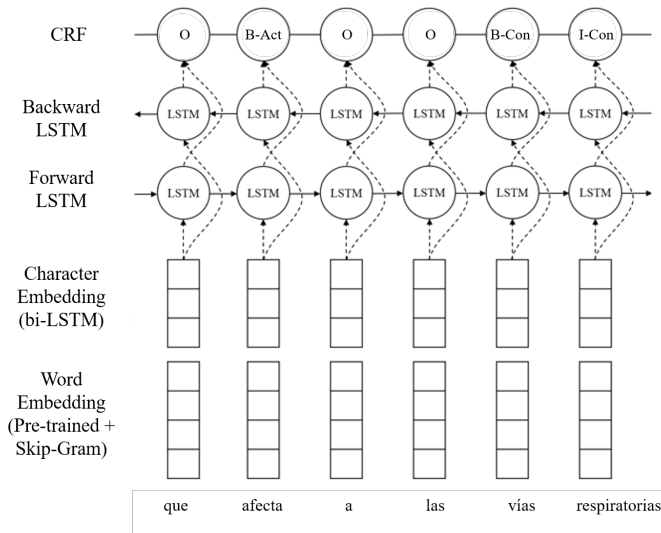 CRF O B-Act O O B-Con I-Con
Backward
LSTM
LSTM LSTM LSTM LSTM LSTM LSTM
Forward
LSTM
LSTM LSTM LSTM LSTM LSTM LSTM
Character
Embedding
(bi-LSTM)
Word
Embedding
(Pre-trained +
Skip-Gram)
que afecta a las vías respiratorias